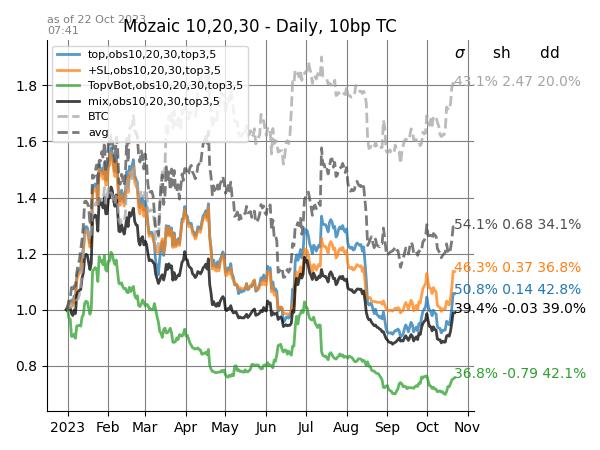 as of 22 Oct 2023
07:41
Mozaic 10,20,30 - Daily, 10bp TC
σ sh dd
top,obs10,20,30,top3,5
+SL,obs10,20,30,top3,5
TopvBot,obs10,20,30,top3,5
mix,obs10,20,30,top3,5
BTC
avg
43.1% 2.47 20.0%
54.1% 0.68 34.1%
46.3% 0.37 36.8%
50.8% 0.14 42.8%
39.4% -0.03 39.0%
36.8% -0.79 42.1%
1.8
1.6
1.4
1.2
1.0
0.8
2023 Feb Mar Apr May Jun Jul Aug Sep Oct Nov